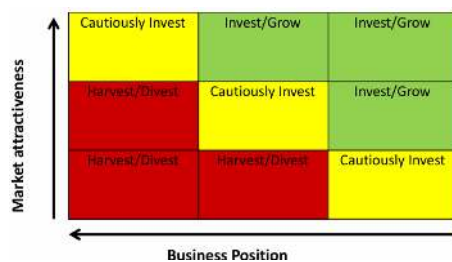 Cautiously Invest Invest/Grow Invest/Grow
Harvest/Divest Cautiously Invest Invest/Grow
Harvest/Divest Harvest/Divest Cautiously Invest
Market attractiveness
Business Position